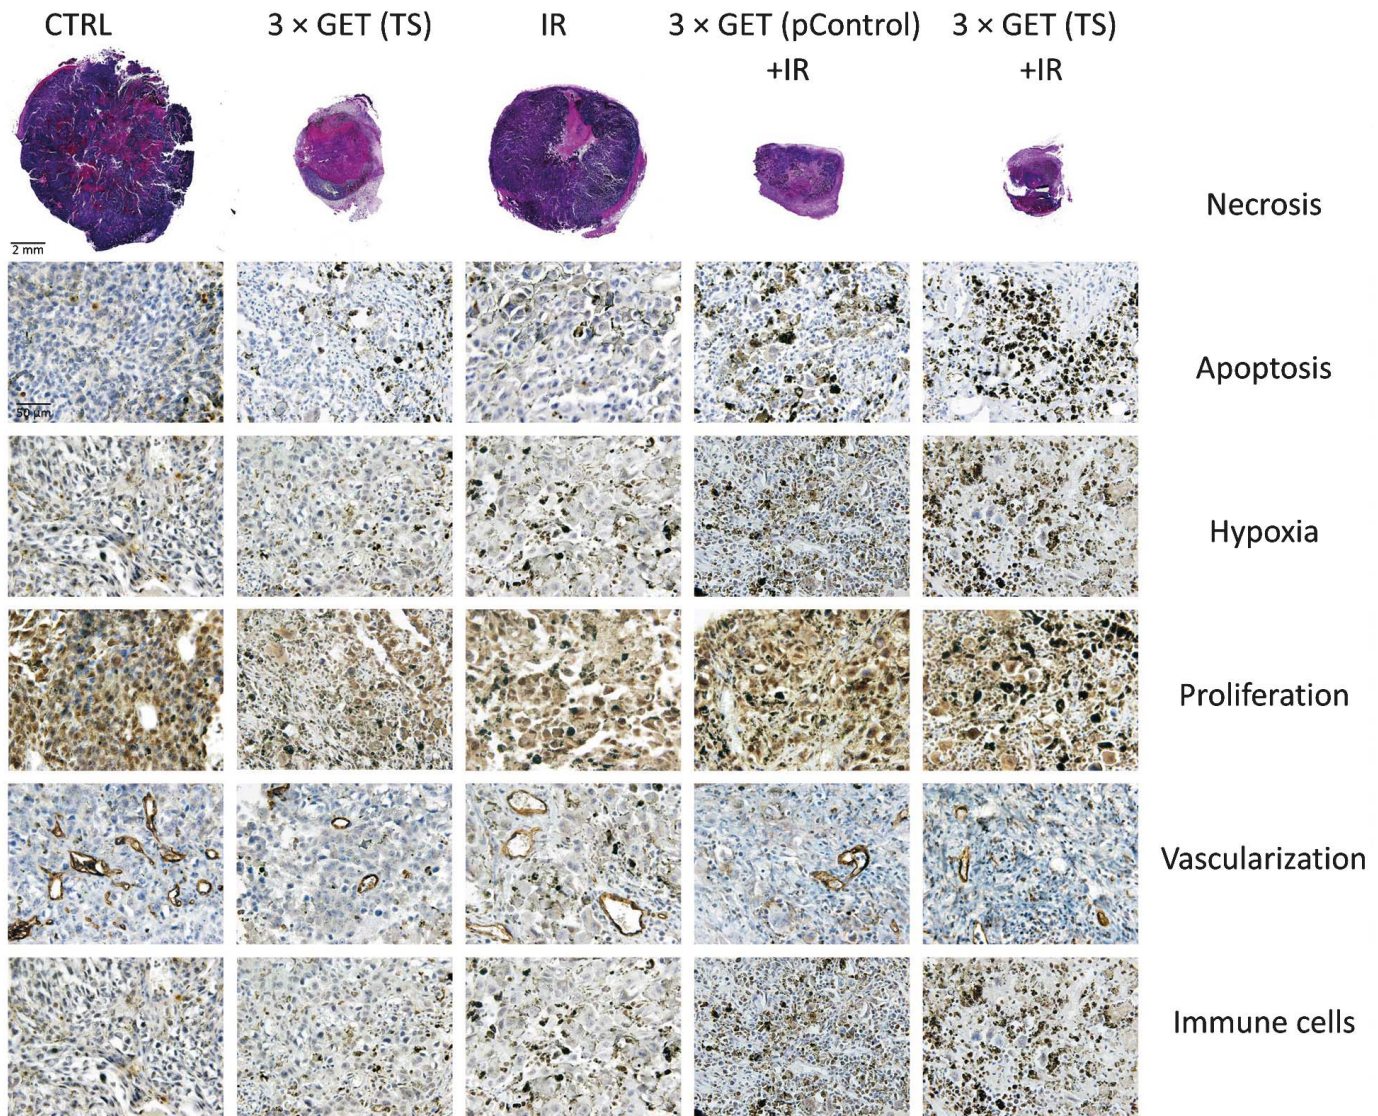 CTRL
3 × GET (TS)
IR
3 × GET (pControl)
+IR
3 × GET (TS)
+IR
Necrosis
2 mm
Apoptosis
50 µm
Hypoxia
Proliferation
Vascularization
Immune cells